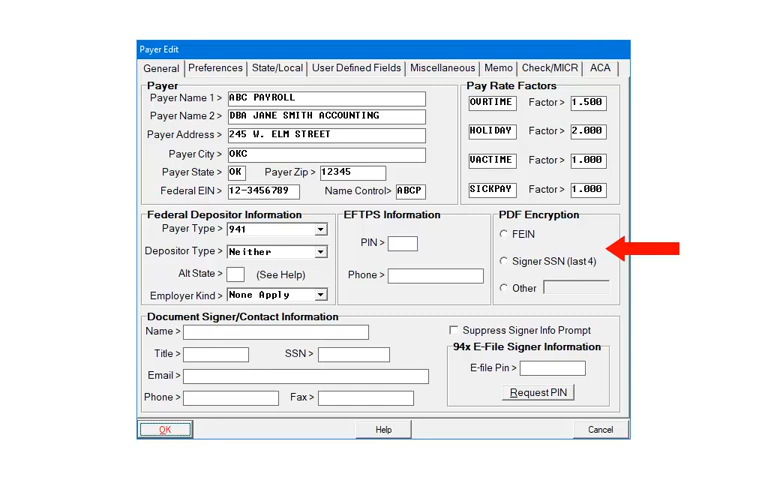 Payer Edit
General Preferences State/Local User Defined Fields Miscellaneous Memo Check/MICR ACA
Payer
Payer Name 1 > ABC PAYROLL
Payer Name 2 > DBA JANE SMITH ACCOUNTING
Payer Address > 245 W. ELM STREET
Payer City > OKC
Payer State > OK Payer Zip > 12345
Federal EIN > 12-3456789 Name Control> ABCP
Pay Rate Factors
OVRTIME Factor > 1.500
HOLIDAY Factor > 2.000
VACTIME Factor > 1.000
SICKPAY Factor > 1.000
Federal Depositor Information
Payer Type > 941
Depositor Type > Neither
Alt State > (See Help)
Employer Kind > None Apply
EFTPS Information
PIN >
Phone >
PDF Encryption
FEIN
Signer SSN (last 4)
Other
Document Signer/Contact Information
Name >
Title > SSN >
Email >
Phone > Fax >
Suppress Signer Info Prompt
94x E-File Signer Information
E-file Pin >
Request PIN
OK Help Cancel